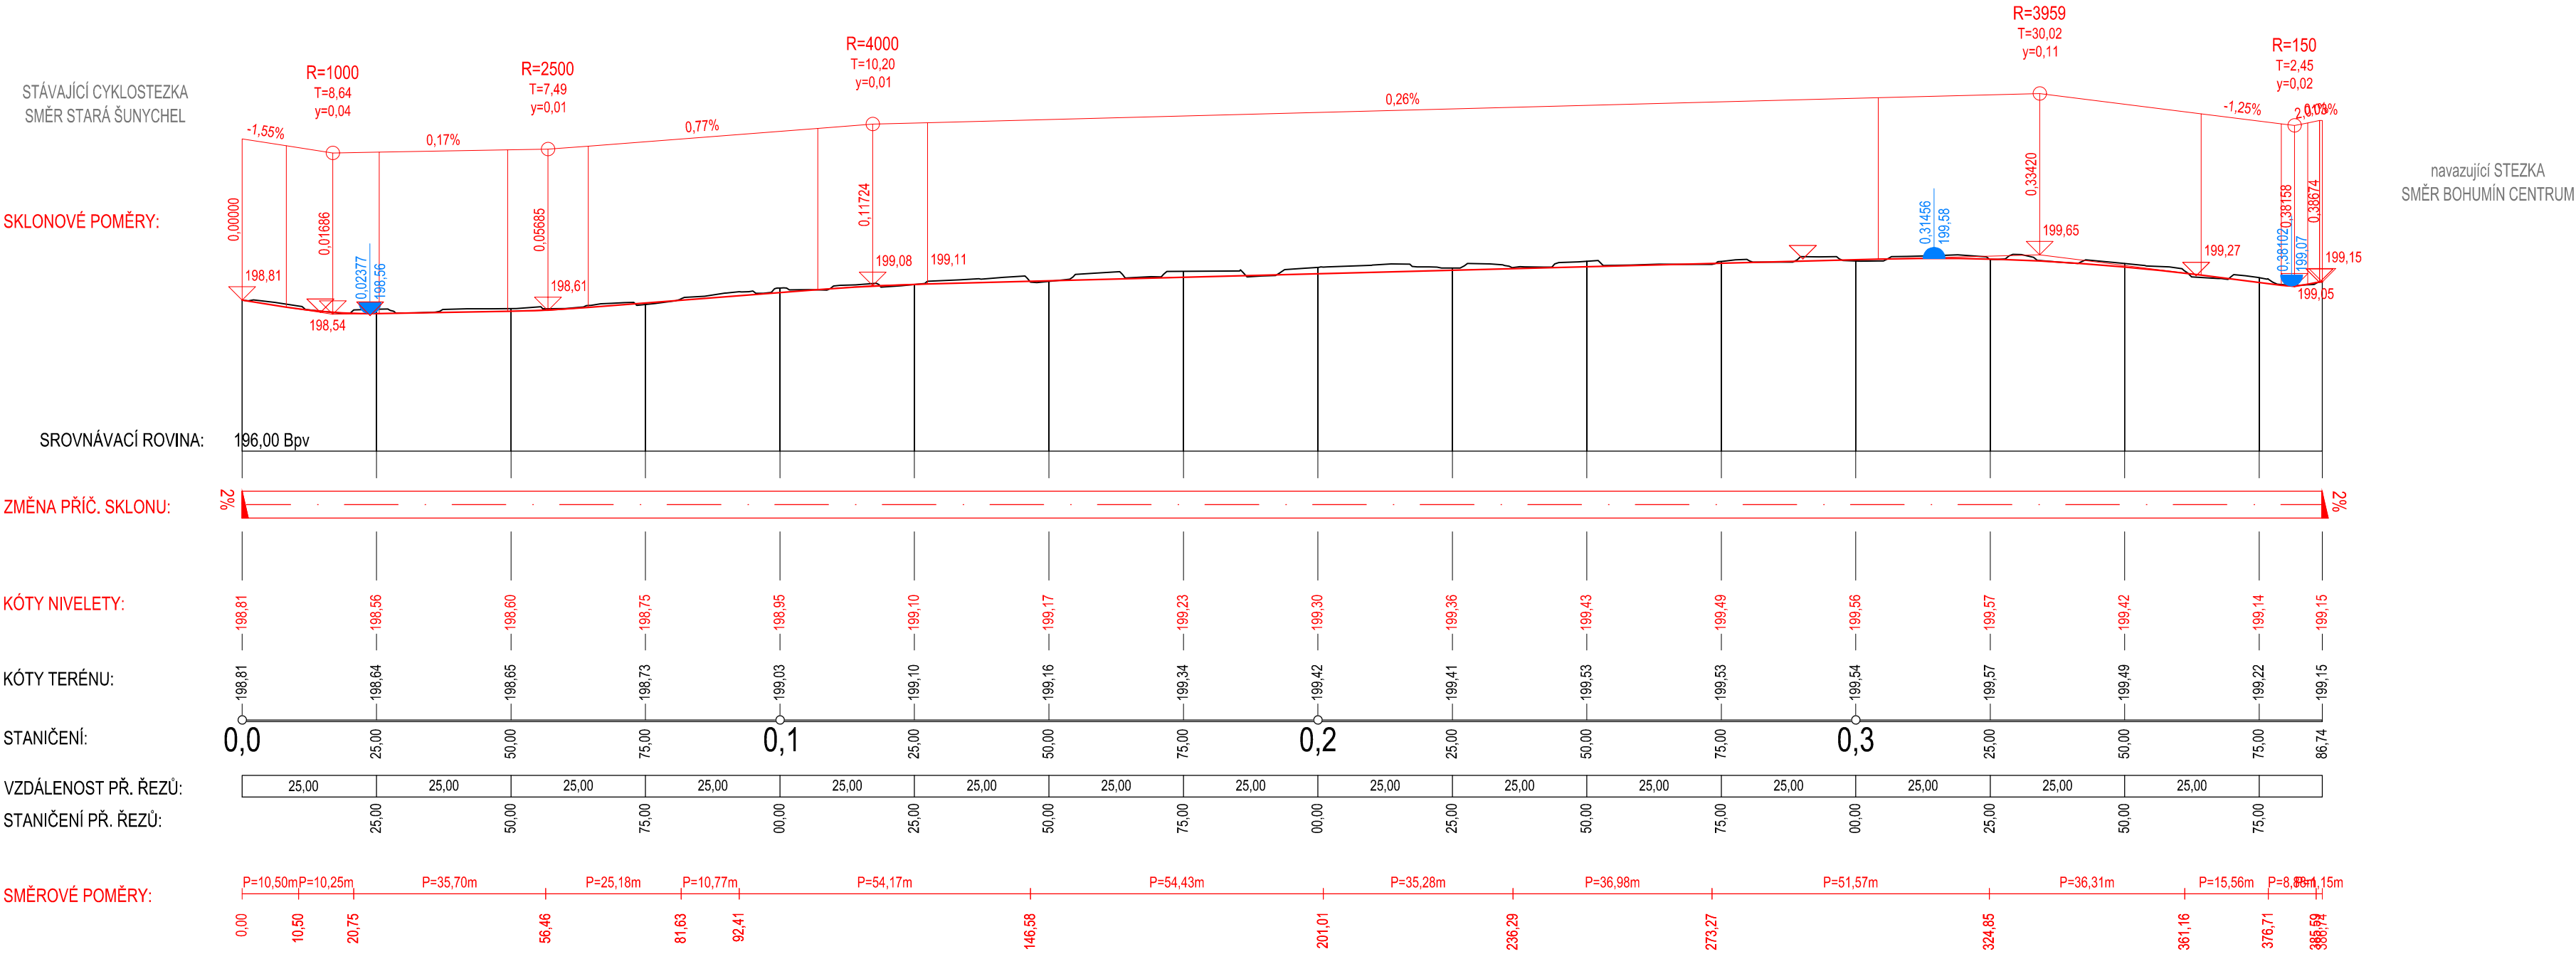 R=1000
T=8,64
y=0,04
R=2500
T=7,49
y=0,01
R=4000
T=10,20
y=0,01
R=3959
T=30,02
y=0,11
R=150
T=2,45
y=0,02
STÁVAJÍCÍ CYKLOSTEZKA
SMĚR STARÁ ŠUNYCHEL
-1,55%
0,17%
0,77%
0,26%
-1,25%
navazující STEZKA
SMĚR BOHUMÍN CENTRUM
SKLONOVÉ POMĚRY:
0,00000
0,01686
0,05685
0,11724
0,33420
0,38158
0,38674
0,02377
198,56
0,31456
199,58
0,38102
199,07
198,81
198,54
198,61
199,08
199,11
199,65
199,27
199,05
199,15
SROVNÁVACÍ ROVINA: 196,00 Bpv
ZMĚNA PŘÍČ. SKLONU: 2% 2%
KÓTY NIVELETY: 198,81 198,56 198,60 198,75 198,95 199,10 199,17 199,23 199,30 199,36 199,43 199,49 199,56 199,57 199,42 199,14 199,15
KÓTY TERÉNU: 198,81 198,64 198,65 198,73 199,03 199,10 199,16 199,34 199,42 199,41 199,53 199,53 199,54 199,57 199,49 199,22 199,15
STANIČENÍ: 0,0 25,00 50,00 75,00 0,1 25,00 50,00 75,00 0,2 25,00 50,00 75,00 0,3 25,00 50,00 75,00 86,74
VZDÁLENOST PŘ. ŘEZŮ: 25,00 25,00 25,00 25,00 25,00 25,00 25,00 25,00 25,00 25,00 25,00 25,00 25,00 25,00 25,00
STANIČENÍ PŘ. ŘEZŮ: 25,00 50,00 75,00 00,00 25,00 50,00 75,00 00,00 25,00 50,00 75,00 00,00 25,00 50,00 75,00
SMĚROVÉ POMĚRY: P=10,50m P=10,25m P=35,70m P=25,18m P=10,77m P=54,17m P=54,43m P=35,28m P=36,98m P=51,57m P=36,31m P=15,56m P=8,88m P=1,15m
0,00 10,50 20,75 56,46 81,63 92,41 146,58 201,01 236,29 273,27 324,85 361,16 376,71 385,59 386,74